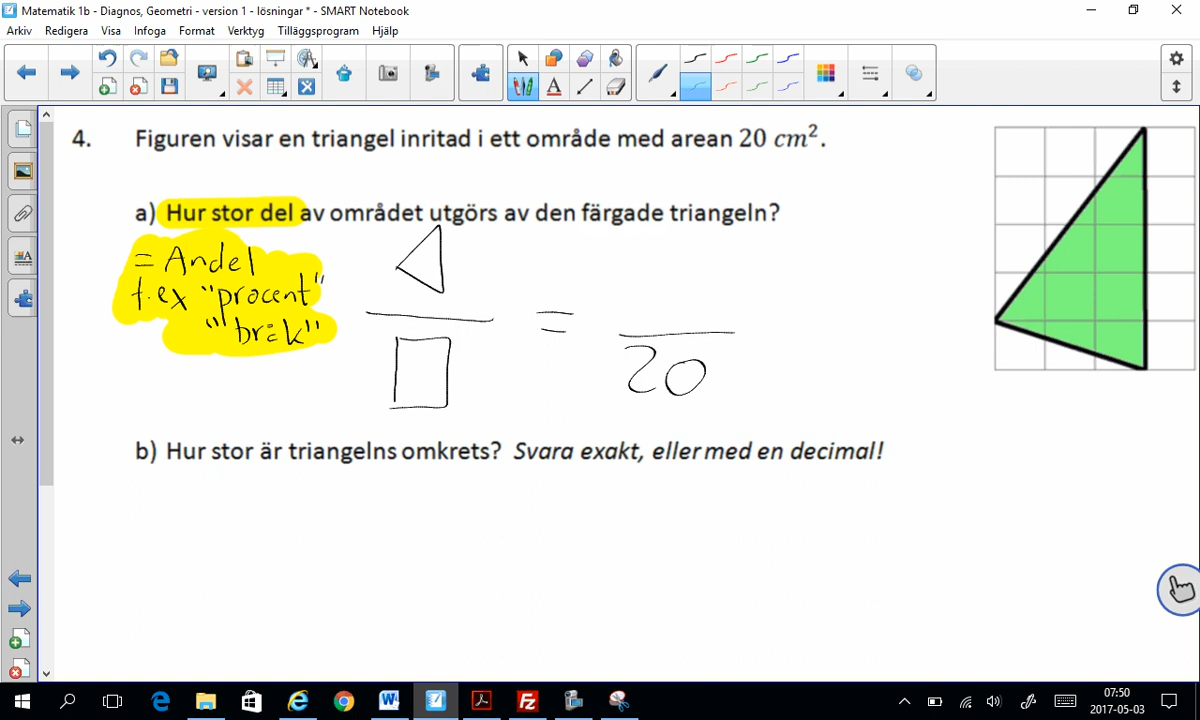 Matematik 1b - Diagnos, Geometri - version 1 - lösningar * - SMART Notebook
Arkiv Redigera Visa Infoga Format Verktyg Tilläggsprogram Hjälp
4. Figuren visar en triangel inritad i ett område med arean 20 cm².
a) Hur stor del av området utgörs av den färgade triangeln?
= Andel
t.ex "procent"
"bråk"
=
20
b) Hur stor är triangelns omkrets? Svara exakt, eller med en decimal!
07:50
2017-05-03